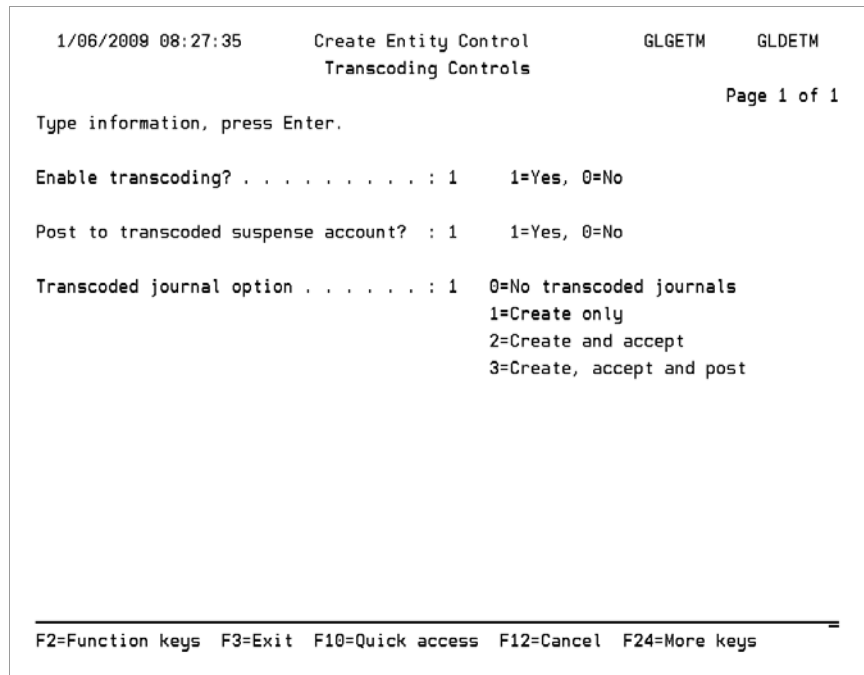 1/06/2009 08:27:35 Create Entity Control GLGETM GLDETM
Transcoding Controls
Page 1 of 1
Type information, press Enter.
Enable transcoding? . . . . . . . . . : 1 1=Yes, 0=No
Post to transcoded suspense account? : 1 1=Yes, 0=No
Transcoded journal option . . . . . . : 1 0=No transcoded journals
1=Create only
2=Create and accept
3=Create, accept and post
F2=Function keys F3=Exit F10=Quick access F12=Cancel F24=More keys